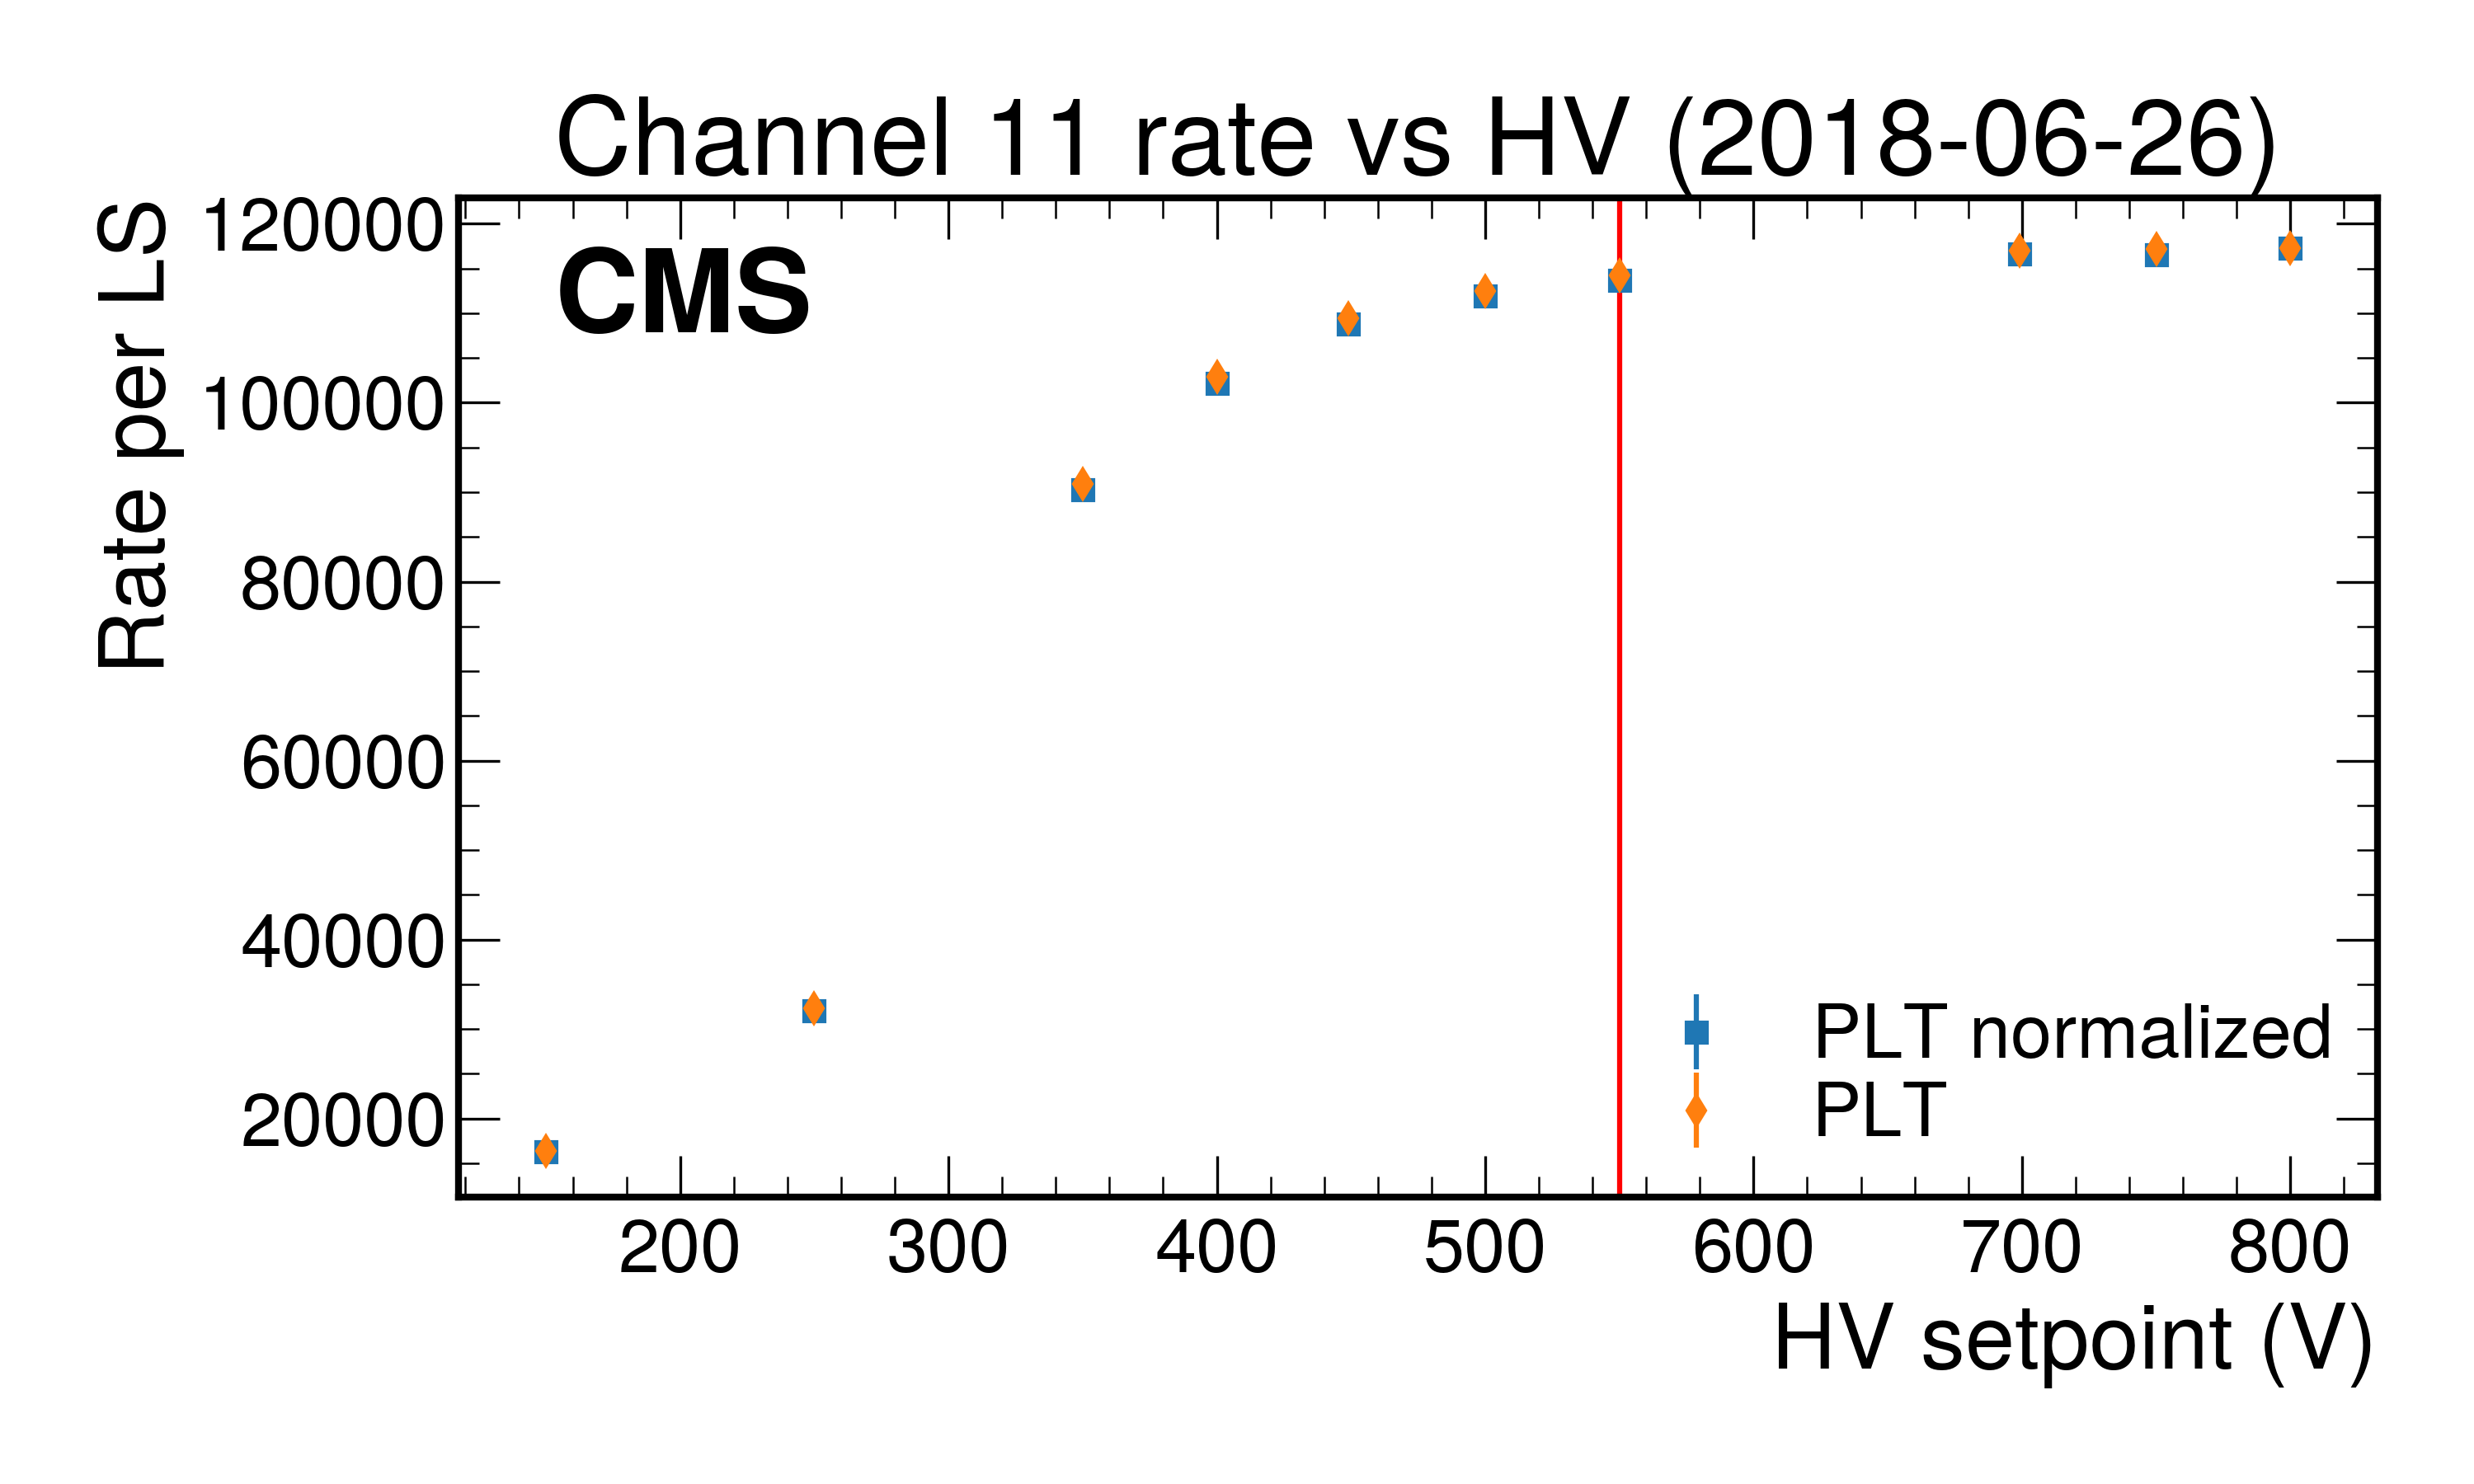 Channel 11 rate vs HV (2018-06-26)
CMS
Rate per LS
120000
100000
80000
60000
40000
20000
PLT normalized
PLT
200 300 400 500 600 700 800
HV setpoint (V)